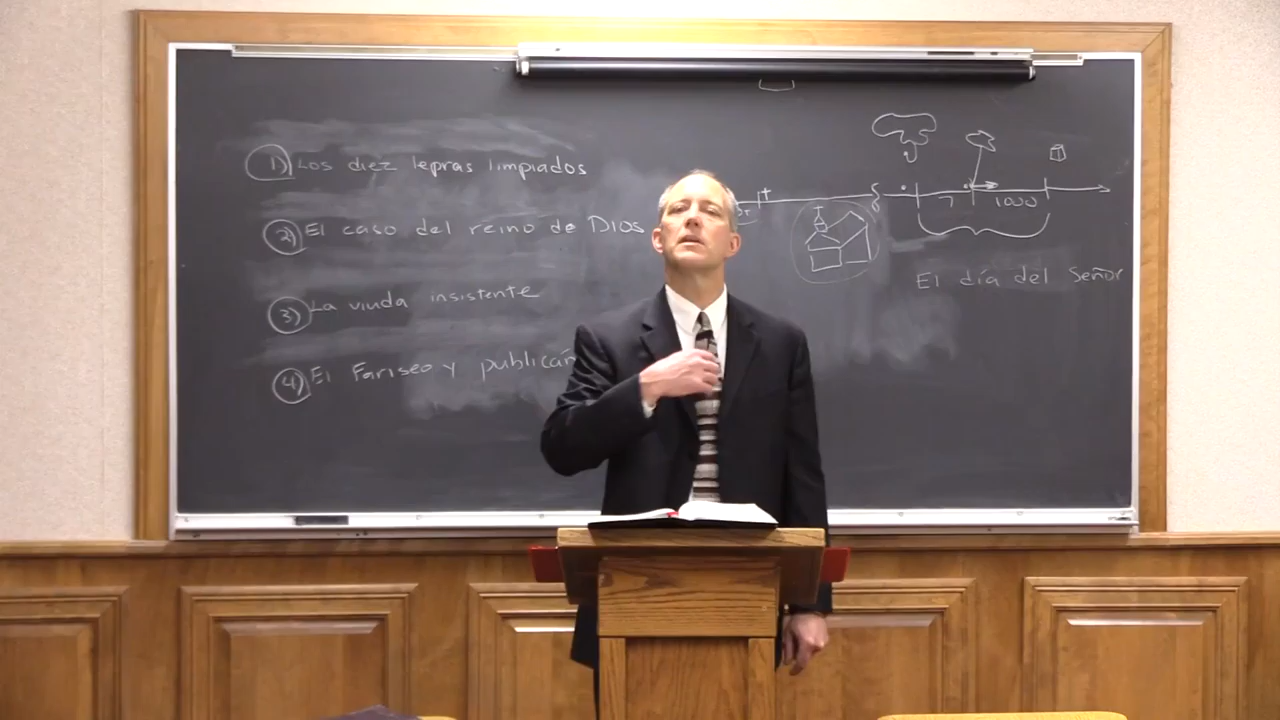 1) Los diez lepras limpiados
2) El caso del reino de Dios
3) La viuda insistente
4) El Fariseo y publican
7 1000
El día del Señor